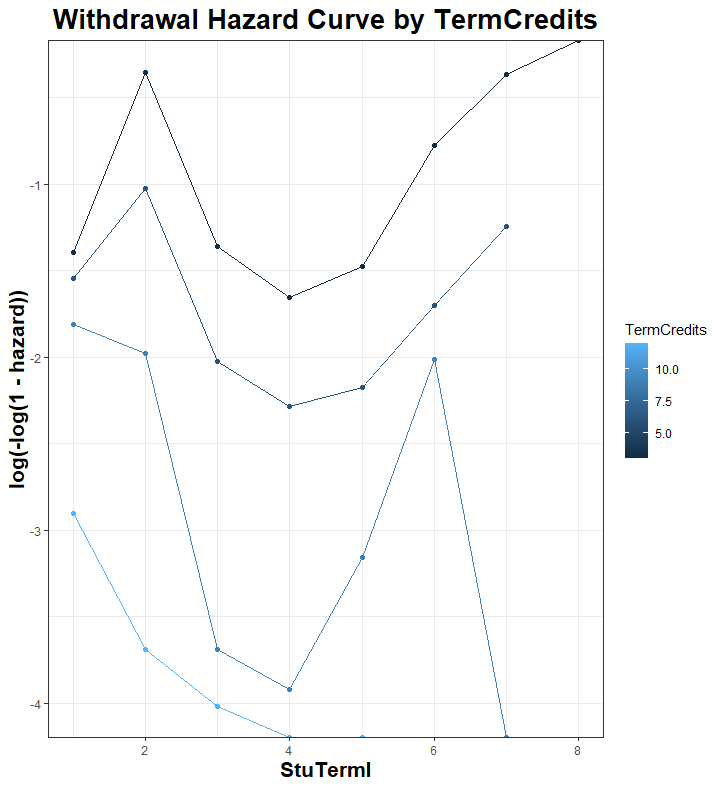 Withdrawal Hazard Curve by TermCredits
log(-log(1 - hazard))
-1
-2
-3
-4
2
4
6
8
StuTermI
TermCredits
10.0
7.5
5.0